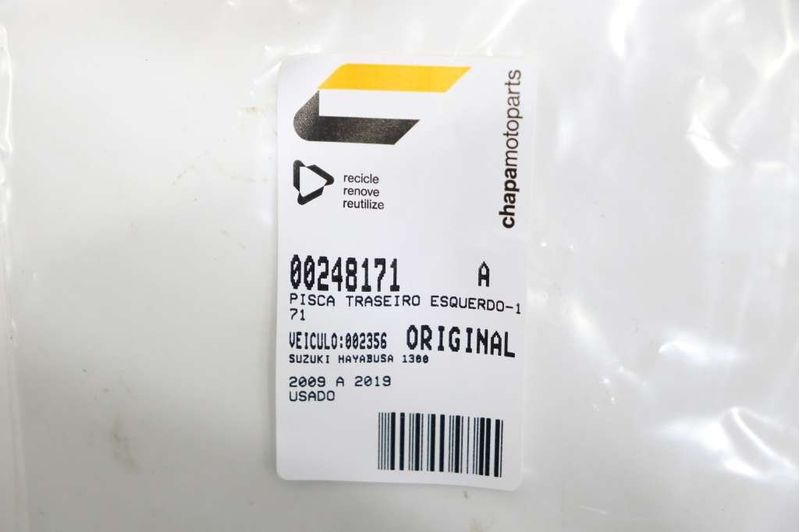 chapamotoparts
recicle
renove
reutilize
00248171 A
PISCA TRASEIRO ESQUERDO-1
71
VEICULO:002356 ORIGINAL
SUZUKI HAYABUSA 1300
2009 A 2019
USADO